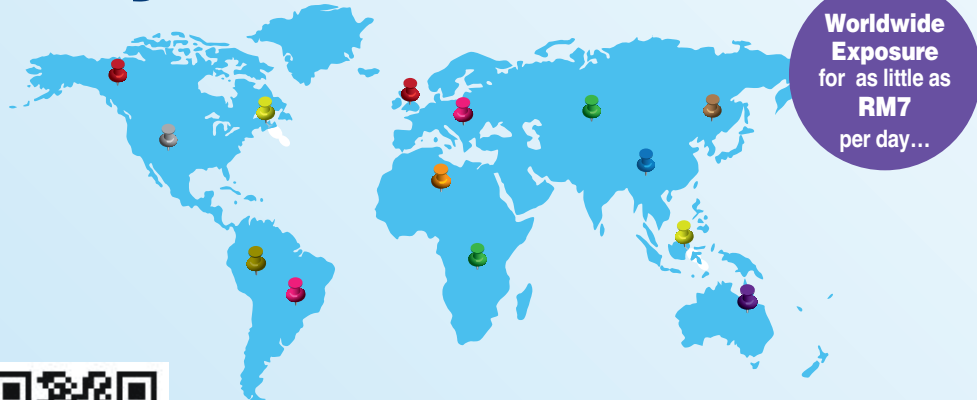 Worldwide
Exposure
for as little as
RM7
per day...